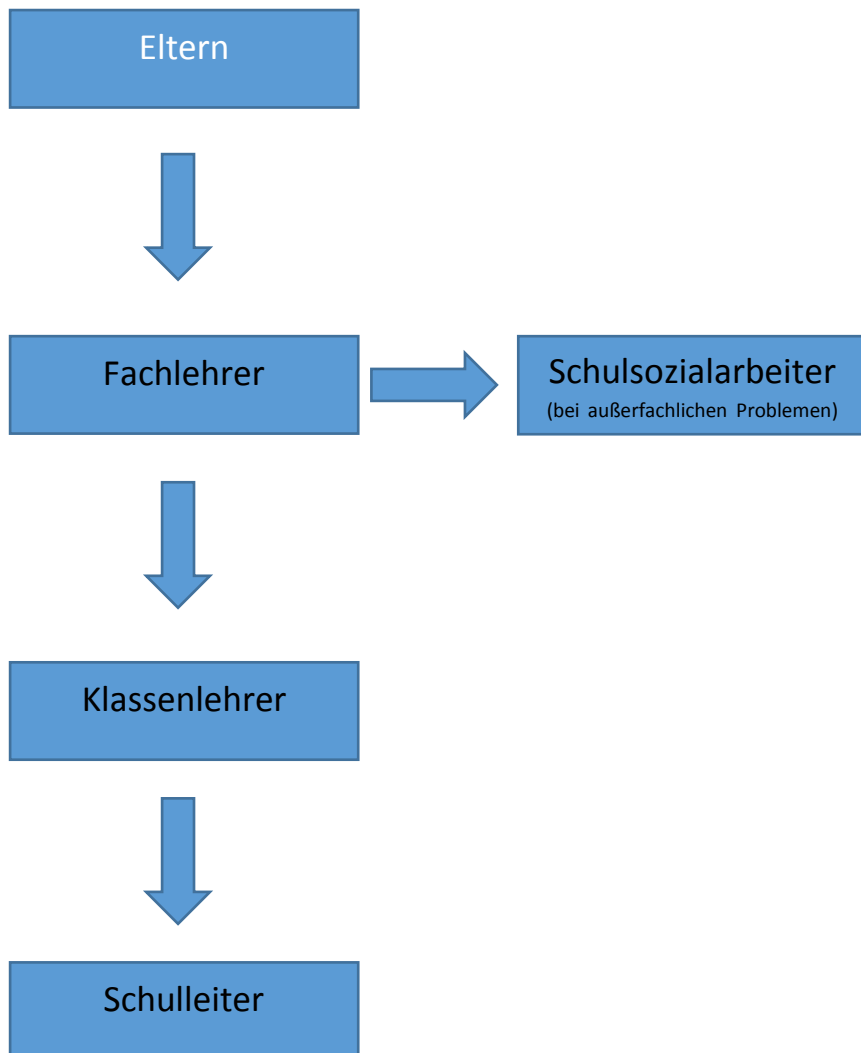 Eltern
Fachlehrer
Schulsozialarbeiter
(bei außerfachlichen Problemen)
Klassenlehrer
Schulleiter